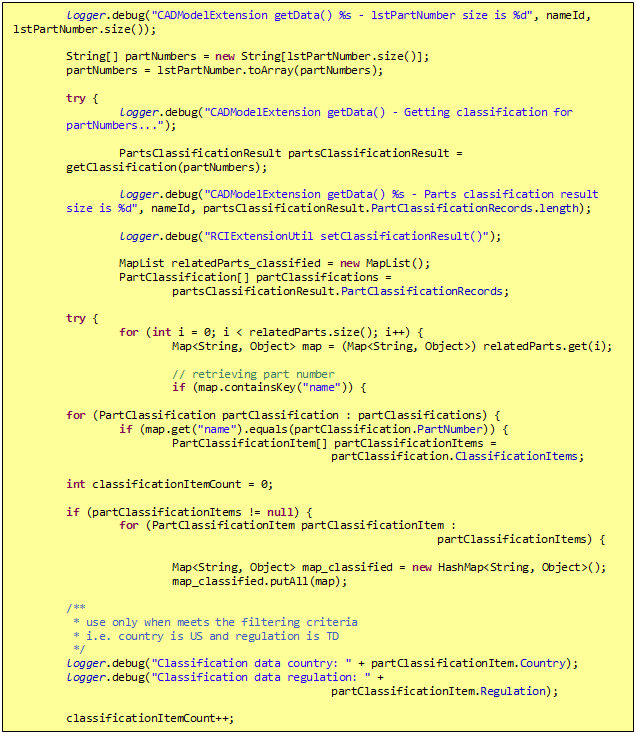 logger.debug("CADModelExtension getData() %s - lstPartNumber size is %d", nameId,
lstPartNumber.size());
String[] partNumbers = new String[lstPartNumber.size()];
partNumbers = lstPartNumber.toArray(partNumbers);
try {
logger.debug("CADModelExtension getData() - Getting classification for
partNumbers...");
PartsClassificationResult partsClassificationResult =
getClassification(partNumbers);
logger.debug("CADModelExtension getData() %s - Parts classification result
size is %d", nameId, partsClassificationResult.PartClassificationRecords.length);
logger.debug("RCIExtensionUtil setClassificationResult()");
MapList relatedParts_classified = new MapList();
PartClassification[] partClassifications =
partsClassificationResult.PartClassificationRecords;
try {
for (int i = 0; i < relatedParts.size(); i++) {
Map<String, Object> map = (Map<String, Object>) relatedParts.get(i);
// retrieving part number
if (map.containsKey("name")) {
for (PartClassification partClassification : partClassifications) {
if (map.get("name").equals(partClassification.PartNumber)) {
PartClassificationItem[] partClassificationItems =
partClassification.ClassificationItems;
int classificationItemCount = 0;
if (partClassificationItems != null) {
for (PartClassificationItem partClassificationItem :
partClassificationItems) {
Map<String, Object> map_classified = new HashMap<String, Object>();
map_classified.putAll(map);
/**
* use only when meets the filtering criteria
* i.e. country is US and regulation is TD
*/
logger.debug("Classification data country: " + partClassificationItem.Country);
logger.debug("Classification data regulation: " +
partClassificationItem.Regulation);
classificationItemCount++;